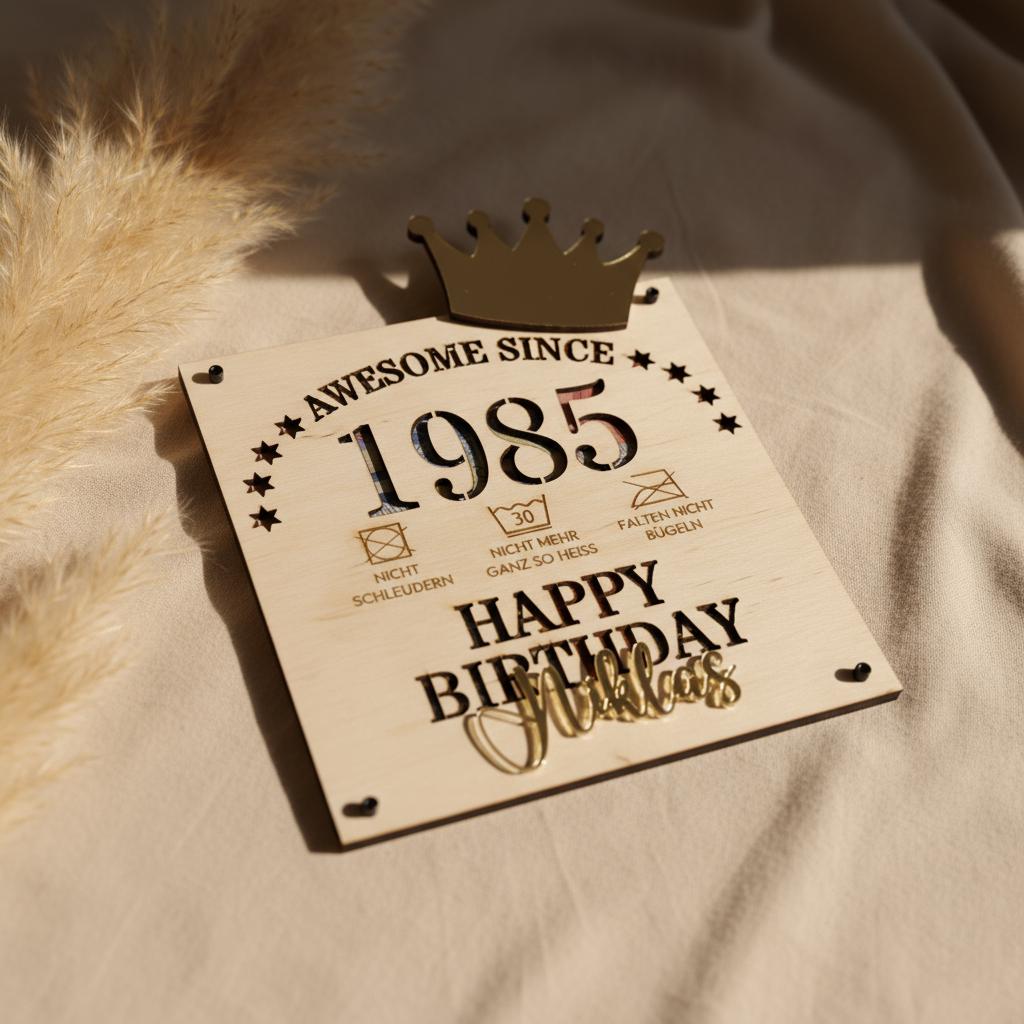 AWESOME SINCE
1985
30
NICHT
SCHLEUDERN
NICHT MEHR
GANZ SO HEISS
FALTEN NICHT
BÜGELN
HAPPY
BIRTHDAY
Niklas